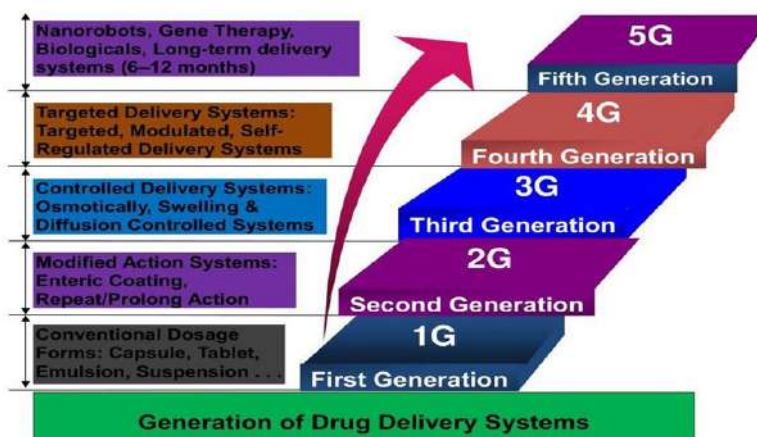 Nanorobots, Gene Therapy,
Biologicals, Long-term delivery
systems (6–12 months)
5G
Fifth Generation
Targeted Delivery Systems:
Targeted, Modulated, Self-
Regulated Delivery Systems
4G
Fourth Generation
Controlled Delivery Systems:
Osmotically, Swelling &
Diffusion Controlled Systems
3G
Third Generation
Modified Action Systems:
Enteric Coating,
Repeat/Prolong Action
2G
Second Generation
Conventional Dosage
Forms: Capsule, Tablet,
Emulsion, Suspension . . .
1G
First Generation
Generation of Drug Delivery Systems